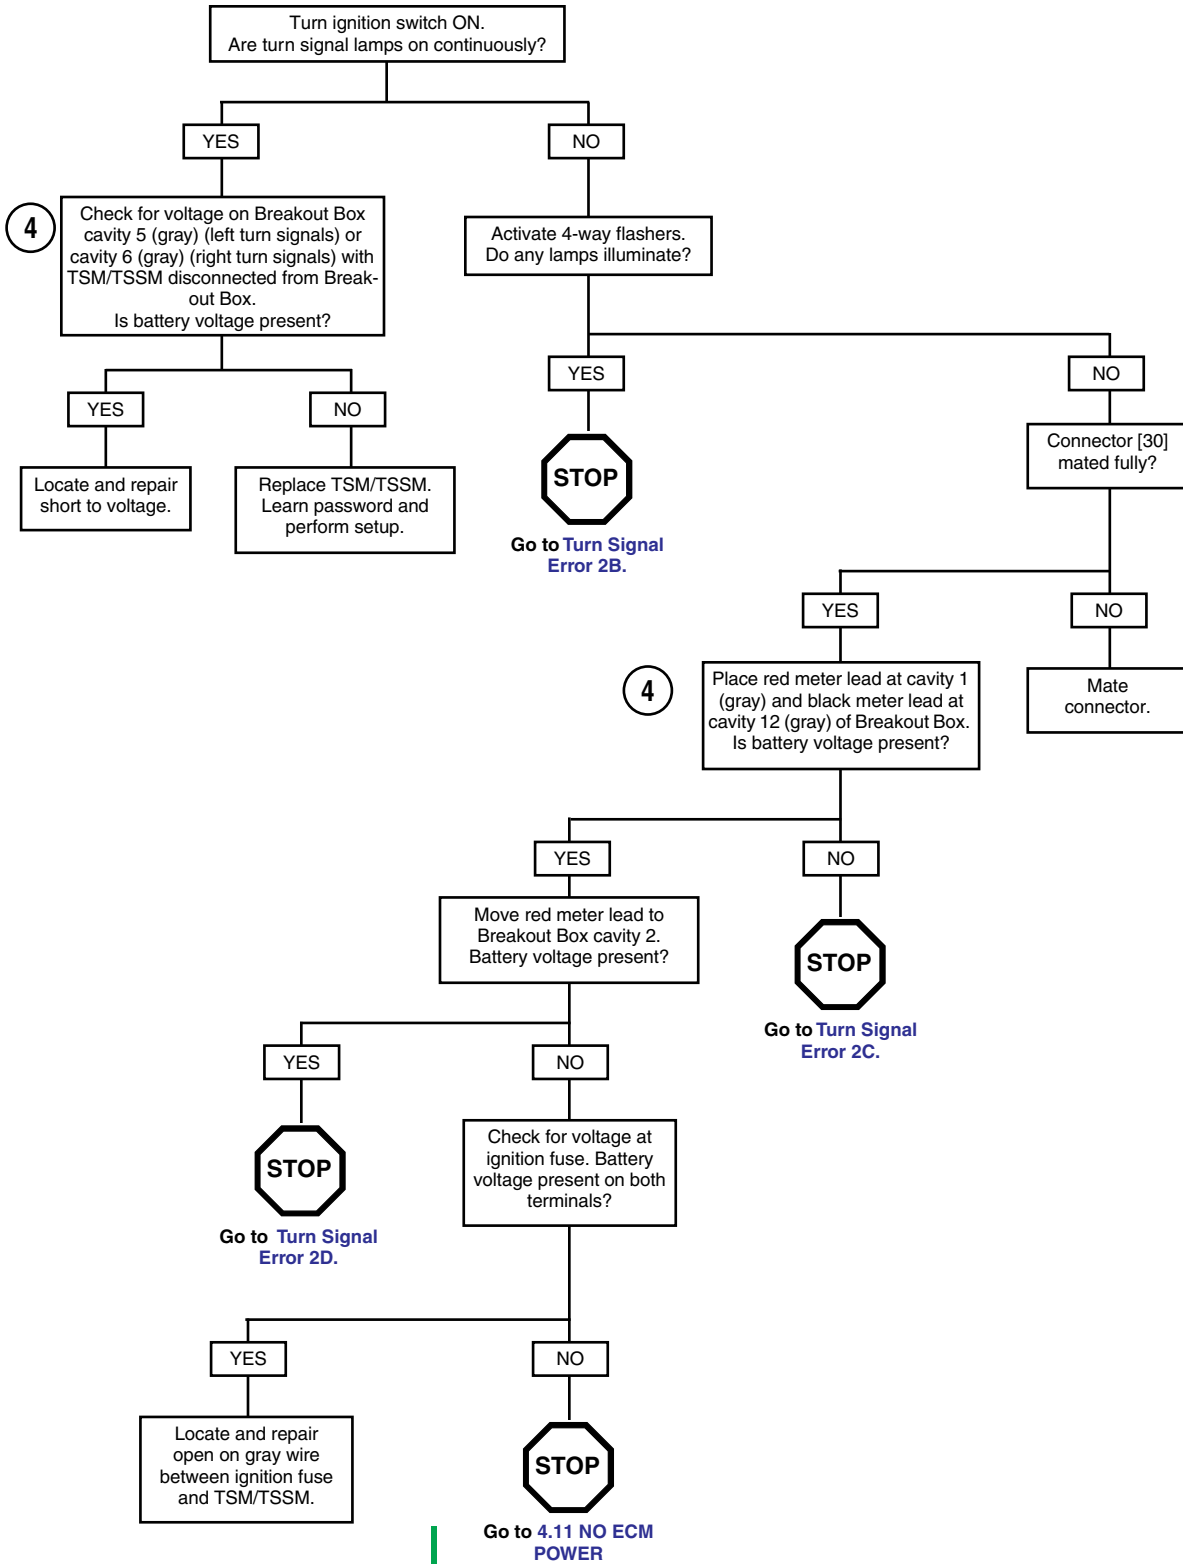 Turn ignition switch ON.
Are turn signal lamps on continuously?
YES
NO
4
Check for voltage on Breakout Box
cavity 5 (gray) (left turn signals) or
cavity 6 (gray) (right turn signals) with
TSM/TSSM disconnected from Break-
out Box.
Is battery voltage present?
Activate 4-way flashers.
Do any lamps illuminate?
YES
NO
YES
NO
Locate and repair
short to voltage.
Replace TSM/TSSM.
Learn password and
perform setup.
STOP
Go to Turn Signal
Error 2B.
Connector [30]
mated fully?
YES
NO
4
Place red meter lead at cavity 1
(gray) and black meter lead at
cavity 12 (gray) of Breakout Box.
Is battery voltage present?
Mate
connector.
YES
NO
Move red meter lead to
Breakout Box cavity 2.
Battery voltage present?
STOP
Go to Turn Signal
Error 2C.
YES
NO
STOP
Go to Turn Signal
Error 2D.
Check for voltage at
ignition fuse. Battery
voltage present on both
terminals?
YES
NO
Locate and repair
open on gray wire
between ignition fuse
and TSM/TSSM.
STOP
Go to 4.11 NO ECM
POWER